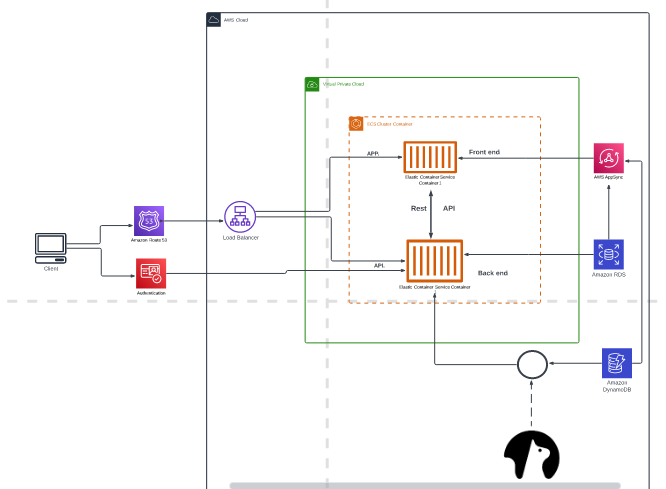 AWS Cloud
Virtual Private Cloud
ECS Cluster Container
APP.
Front end
Elastic Container Service
Container 1
AWS AppSync
Rest API
53
Amazon Route 53
Load Balancer
Client
API.
Back end
Amazon RDS
Elastic Container Service Container
Authentication
Amazon
DynamoDB